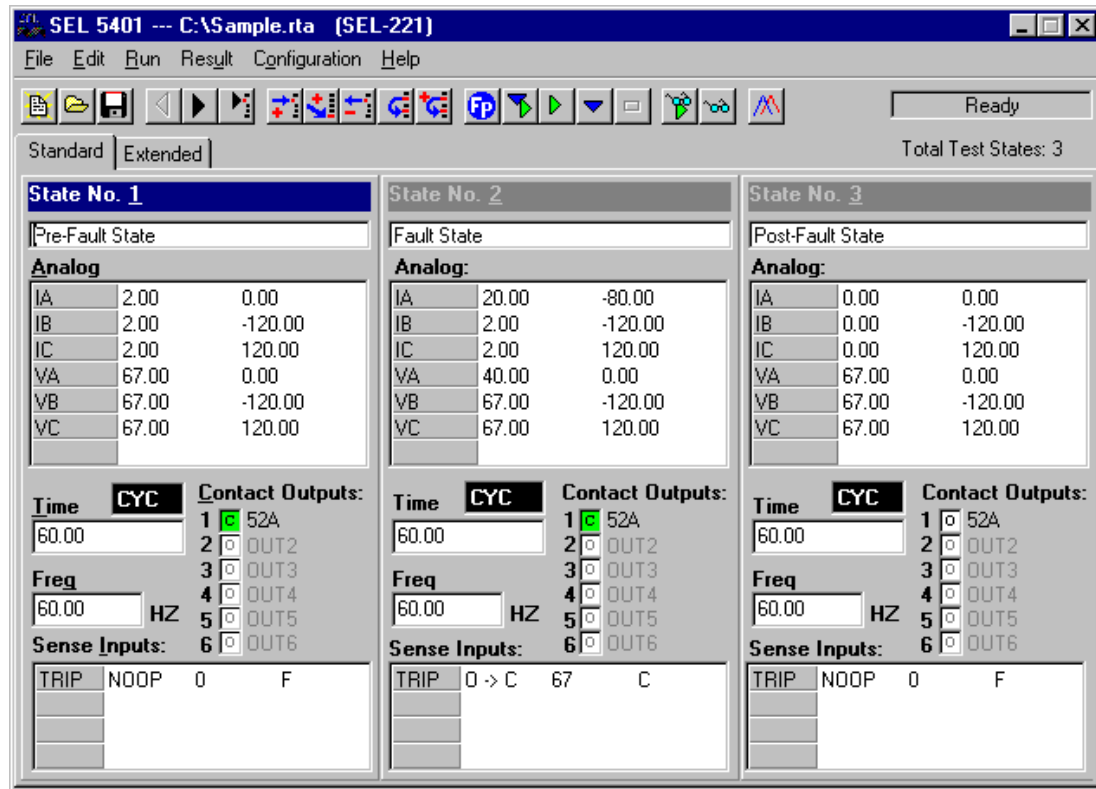 SEL 5401 --- C:\Sample.rta (SEL-221)
File Edit Run Result Configuration Help
Fp Ready
Standard Extended Total Test States: 3
State No. 1
Pre-Fault State
Analog
IA 2.00 0.00
IB 2.00 -120.00
IC 2.00 120.00
VA 67.00 0.00
VB 67.00 -120.00
VC 67.00 120.00
Time CYC
60.00
Freq
60.00 HZ
Contact Outputs:
1 C 52A
2 O OUT2
3 O OUT3
4 O OUT4
5 O OUT5
6 O OUT6
Sense Inputs:
TRIP NOOP 0 F
State No. 2
Fault State
Analog:
IA 20.00 -80.00
IB 2.00 -120.00
IC 2.00 120.00
VA 40.00 0.00
VB 67.00 -120.00
VC 67.00 120.00
Time CYC
60.00
Freq
60.00 HZ
Contact Outputs:
1 C 52A
2 O OUT2
3 O OUT3
4 O OUT4
5 O OUT5
6 O OUT6
Sense Inputs:
TRIP O -> C 67 C
State No. 3
Post-Fault State
Analog:
IA 0.00 0.00
IB 0.00 -120.00
IC 0.00 120.00
VA 67.00 0.00
VB 67.00 -120.00
VC 67.00 120.00
Time CYC
60.00
Freq
60.00 HZ
Contact Outputs:
1 O 52A
2 O OUT2
3 O OUT3
4 O OUT4
5 O OUT5
6 O OUT6
Sense Inputs:
TRIP NOOP 0 F